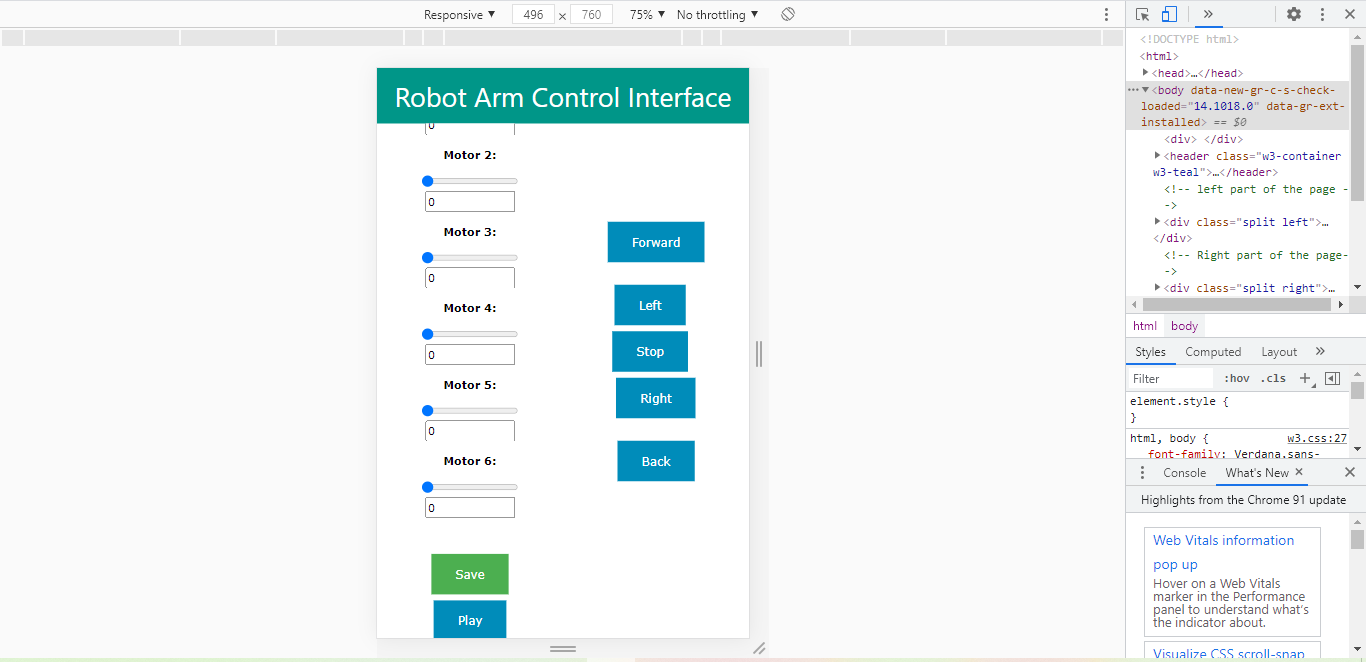 Responsive ▼ 496 x 760 75% ▼ No throttling ▼
Robot Arm Control Interface
0
Motor 2:
0
Motor 3:
0
Motor 4:
0
Motor 5:
0
Motor 6:
0
Save
Play
Forward
Left
Stop
Right
Back
<!DOCTYPE html>
<html>
<head>…</head>
<body data-new-gr-c-s-check-
loaded="14.1018.0" data-gr-ext-
installed> == $0
<div> </div>
<header class="w3-container
w3-teal">…</header>
<!-- left part of the page -
->
<div class="split left">…
</div>
<!-- Right part of the page-
->
<div class="split right">…
html body
Styles Computed Layout »
Filter :hov .cls +
element.style {
}
html, body { w3.css:27
font-family: Verdana,sans-
Console What's New ×
Highlights from the Chrome 91 update
Web Vitals information
pop up
Hover on a Web Vitals
marker in the Performance
panel to understand what's
the indicator about.
Visualize CSS scroll-snap